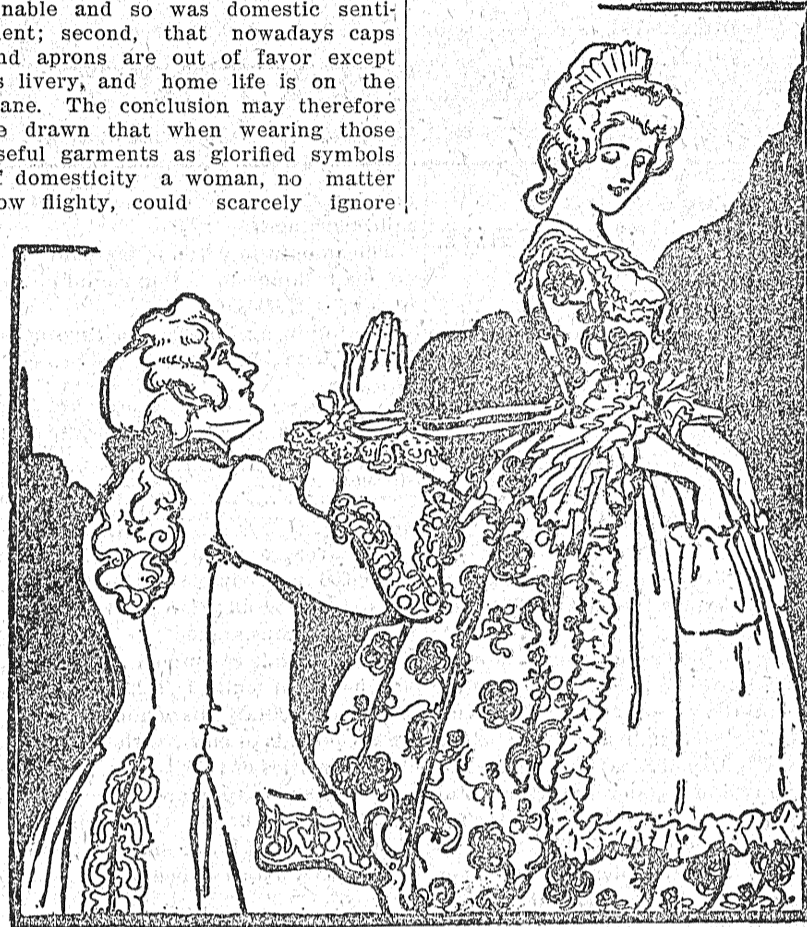 nable and so was domestic senti-
ent; second, that nowadays caps
nd aprons are out of favor except
s livery, and home life is on the
ane. The conclusion may therefore
e drawn that when wearing those
seful garments as glorified symbols
f domesticity a woman, no matter
ow flighty, could scarcely ignore